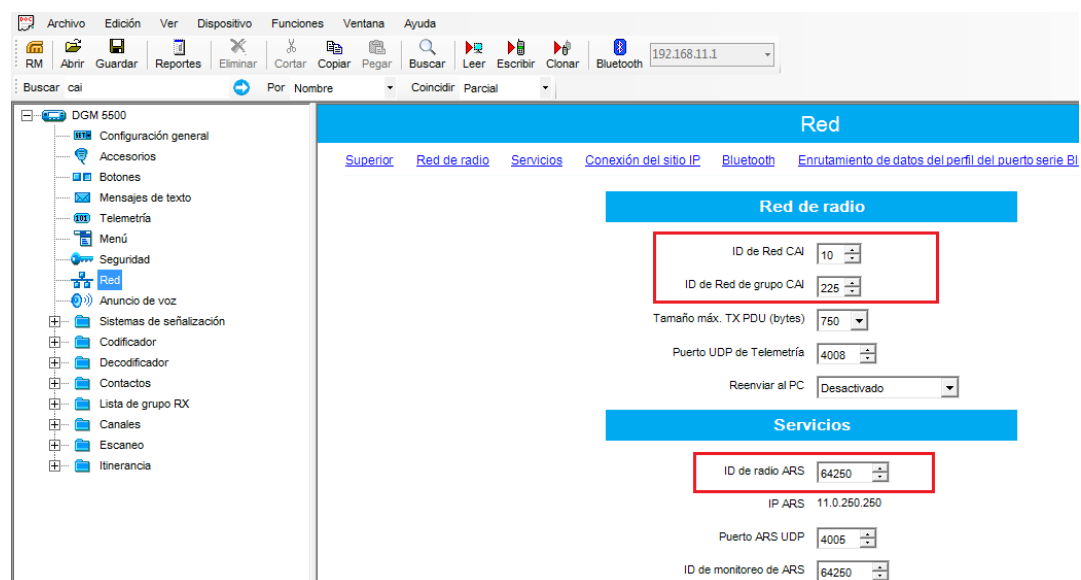 Archivo Edición Ver Dispositivo Funciones Ventana Ayuda
RM Abrir Guardar Reportes Eliminar Cortar Copiar Pegar Buscar Leer Escribir Clonar Bluetooth 192.168.11.1
Buscar cai Por Nombre Coincidir Parcial
DGM 5500
Configuración general
Accesorios
Botones
Mensajes de texto
Telemetría
Menú
Seguridad
Red
Anuncio de voz
Sistemas de señalización
Codificador
Decodificador
Contactos
Lista de grupo RX
Canales
Escaneo
Itinerancia
Red
Superior Red de radio Servicios Conexión del sitio IP Bluetooth Enrutamiento de datos del perfil del puerto serie Bl
Red de radio
ID de Red CAI 10
ID de Red de grupo CAI 225
Tamaño máx. TX PDU (bytes) 750
Puerto UDP de Telemetría 4008
Reenviar al PC Desactivado
Servicios
ID de radio ARS 64250
IP ARS 11.0.250.250
Puerto ARS UDP 4005
ID de monitoreo de ARS 64250